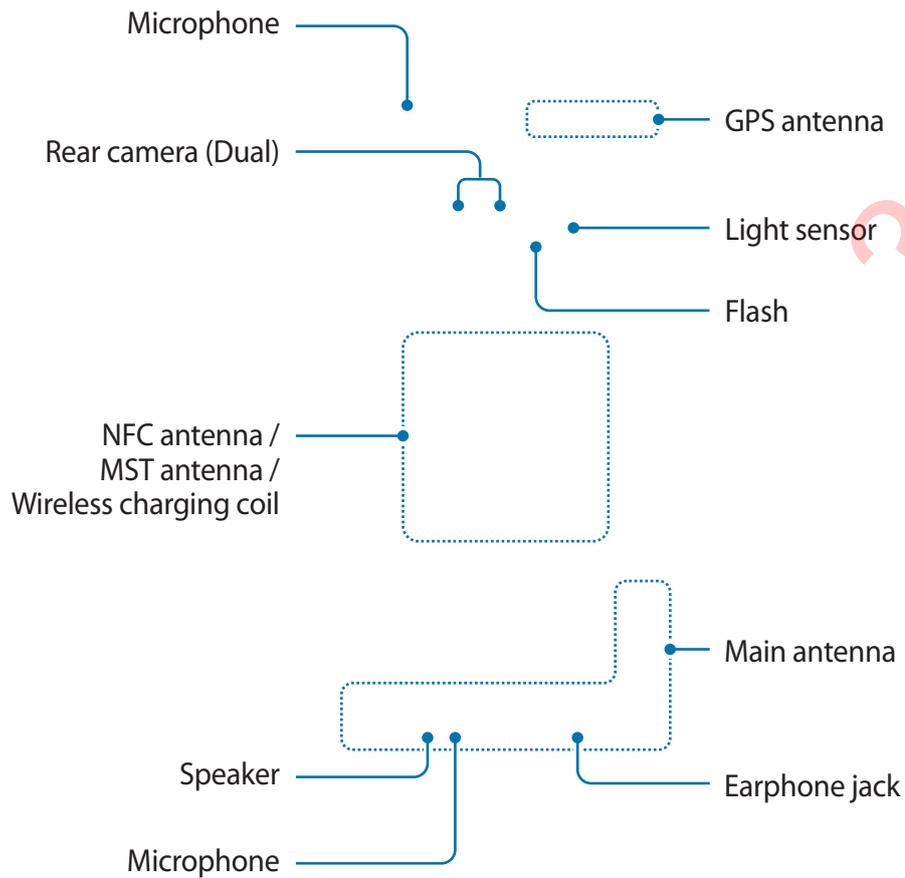 Microphone
GPS antenna
Rear camera (Dual)
Light sensor
Flash
NFC antenna /
MST antenna /
Wireless charging coil
Main antenna
Speaker
Earphone jack
Microphone